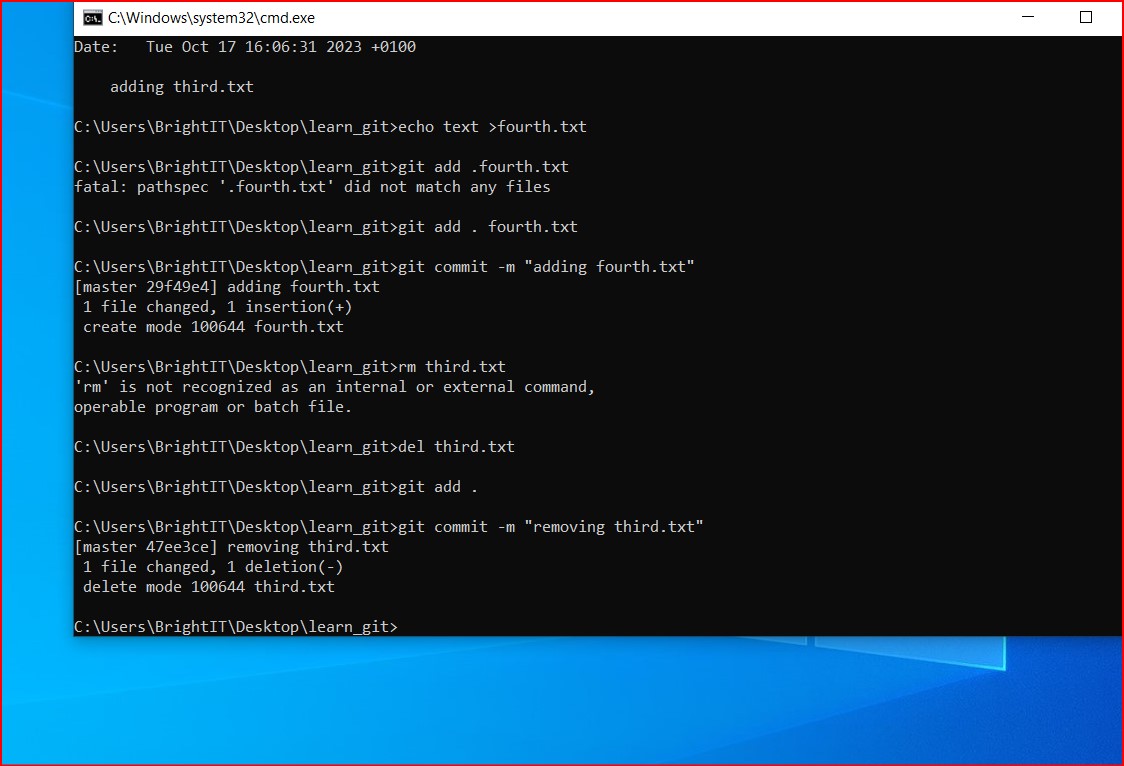 C:\Windows\system32\cmd.exe
Date:   Tue Oct 17 16:06:31 2023 +0100
    adding third.txt
C:\Users\BrightIT\Desktop\learn_git>echo text >fourth.txt
C:\Users\BrightIT\Desktop\learn_git>git add .fourth.txt
fatal: pathspec '.fourth.txt' did not match any files
C:\Users\BrightIT\Desktop\learn_git>git add . fourth.txt
C:\Users\BrightIT\Desktop\learn_git>git commit -m "adding fourth.txt"
[master 29f49e4] adding fourth.txt
 1 file changed, 1 insertion(+)
 create mode 100644 fourth.txt
C:\Users\BrightIT\Desktop\learn_git>rm third.txt
'rm' is not recognized as an internal or external command,
operable program or batch file.
C:\Users\BrightIT\Desktop\learn_git>del third.txt
C:\Users\BrightIT\Desktop\learn_git>git add .
C:\Users\BrightIT\Desktop\learn_git>git commit -m "removing third.txt"
[master 47ee3ce] removing third.txt
 1 file changed, 1 deletion(-)
 delete mode 100644 third.txt
C:\Users\BrightIT\Desktop\learn_git>